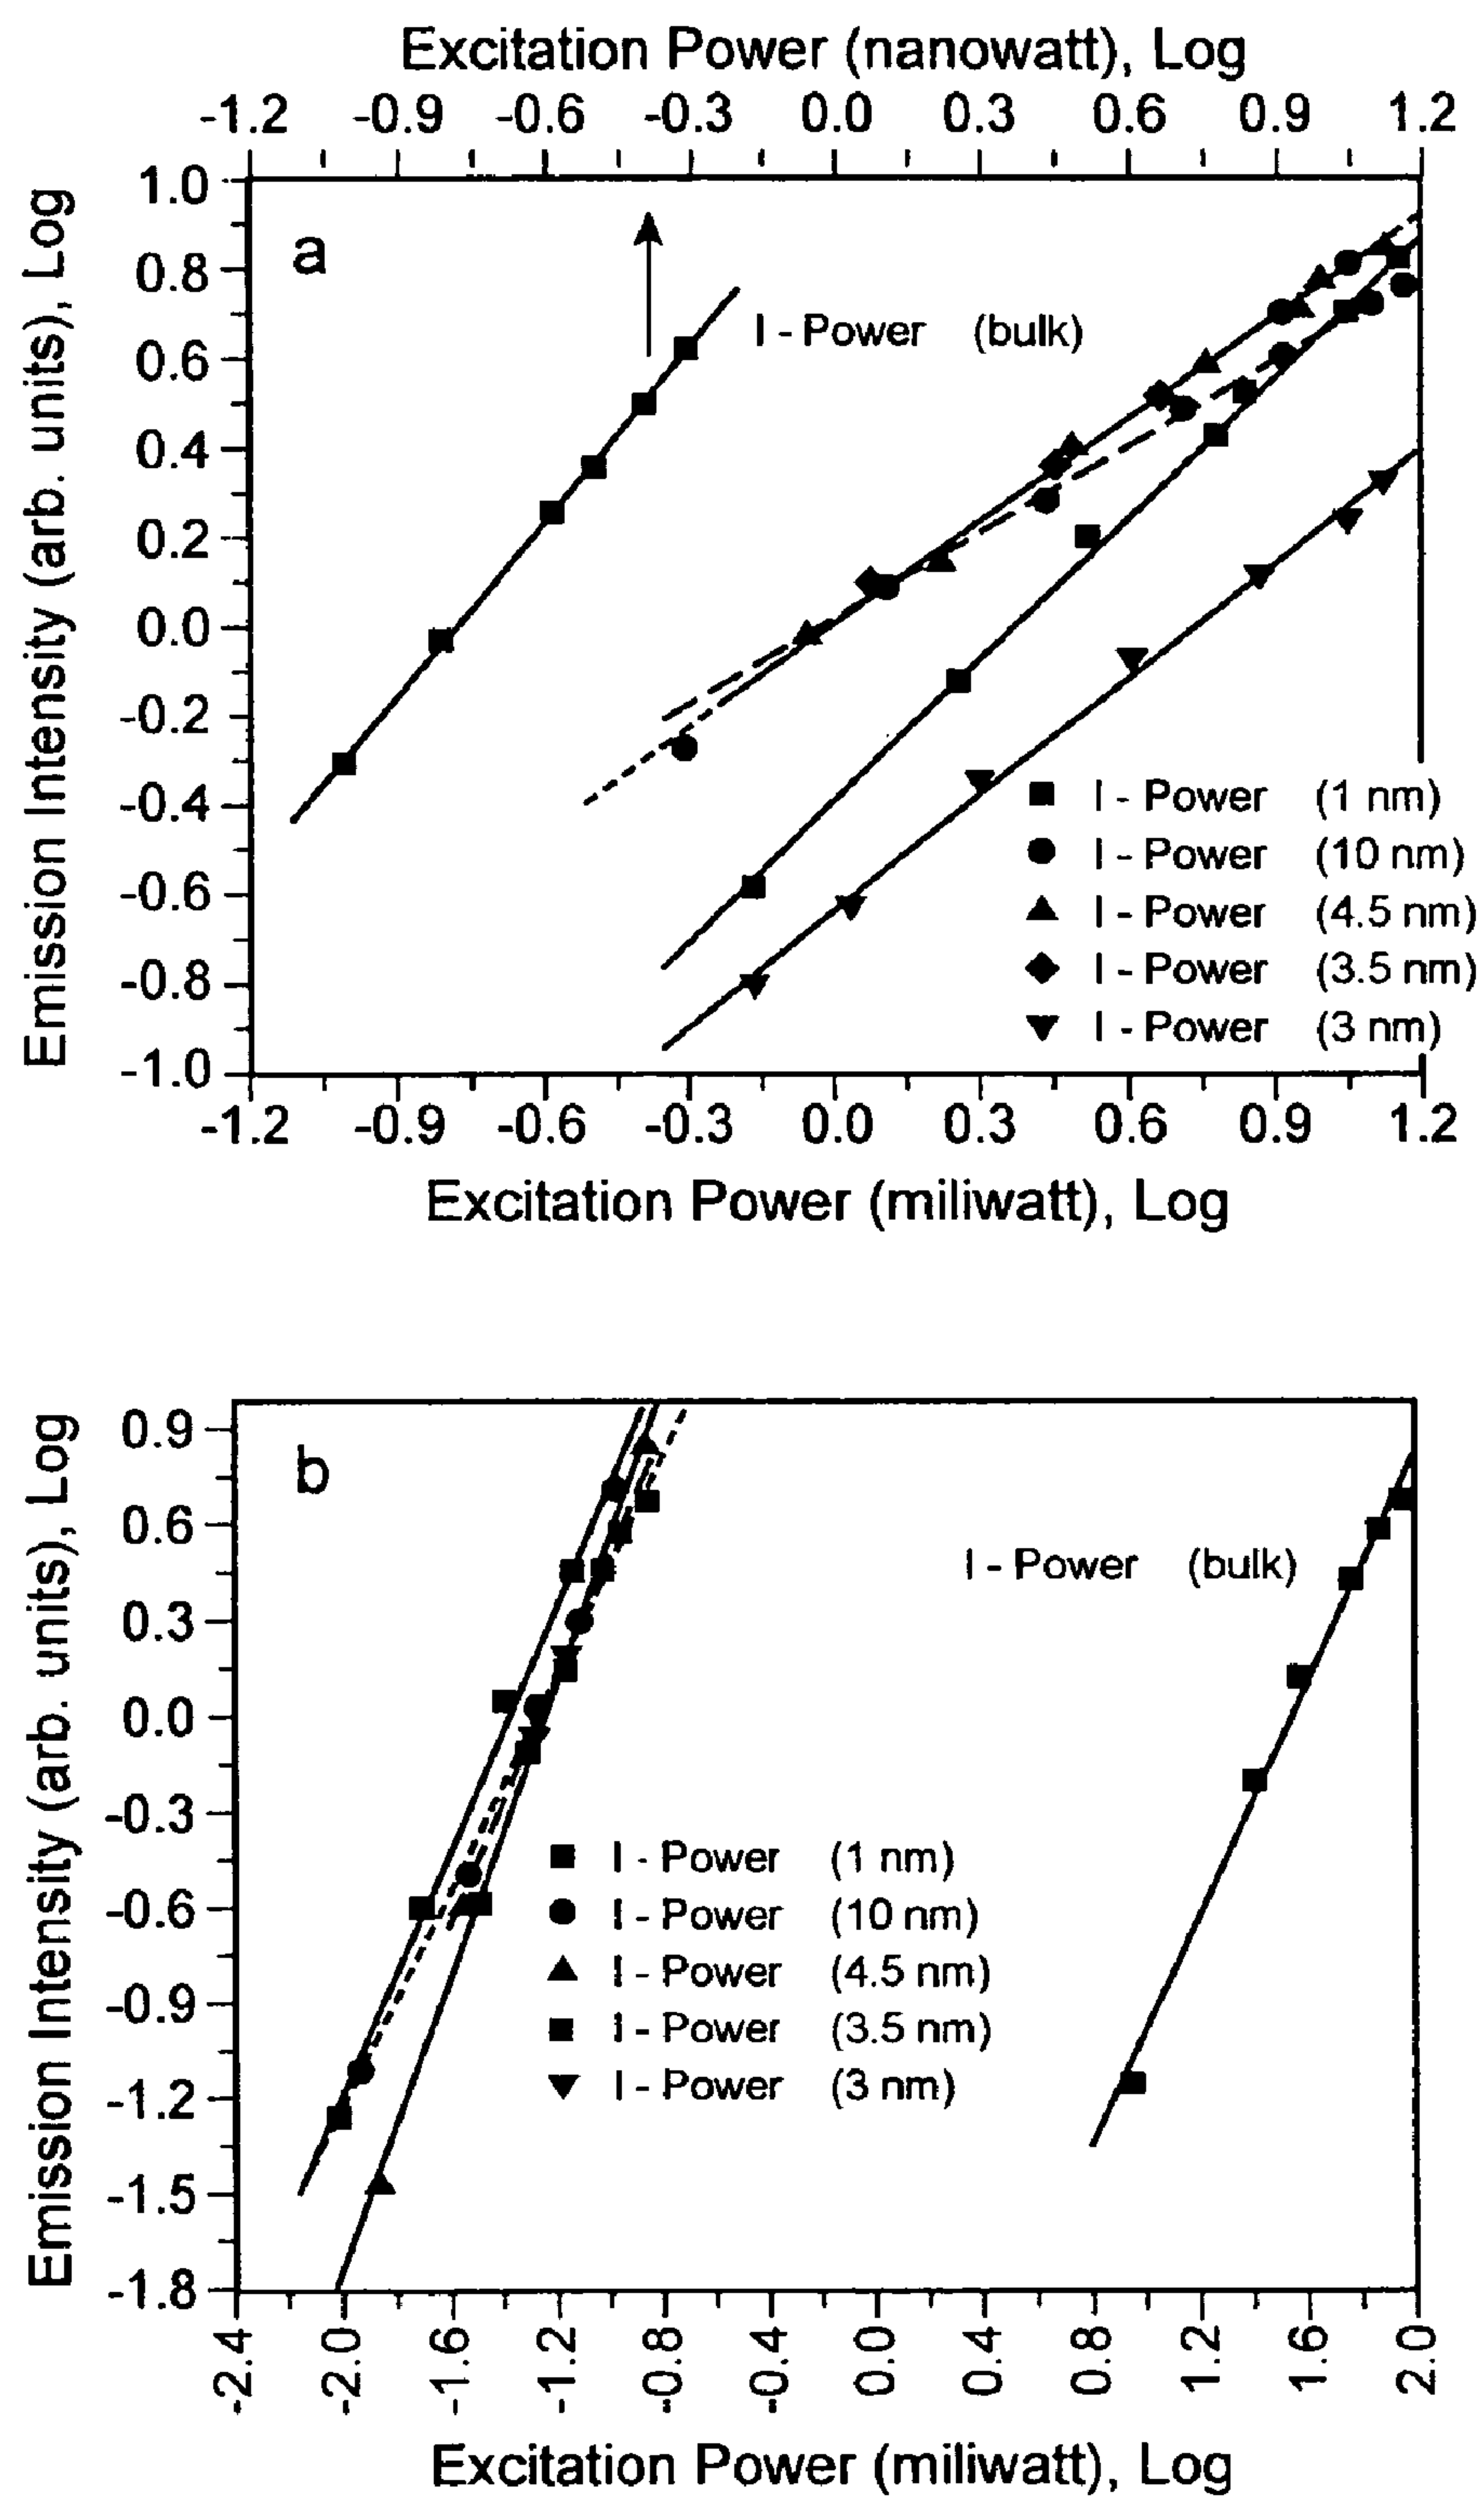 Excitation Power (nanowatt), Log
-1.2 -0.9 -0.6 -0.3 0.0 0.3 0.6 0.9 1.2
Emission Intensity (arb. units), Log
1.0
0.8
0.6
0.4
0.2
0.0
-0.2
-0.4
-0.6
-0.8
-1.0
a
I - Power (bulk)
I - Power (1 nm)
I - Power (10 nm)
I - Power (4.5 nm)
I - Power (3.5 nm)
I - Power (3 nm)
-1.2 -0.9 -0.6 -0.3 0.0 0.3 0.6 0.9 1.2
Excitation Power (miliwatt), Log
Emission Intensity (arb. units), Log
0.9
0.6
0.3
0.0
-0.3
-0.6
-0.9
-1.2
-1.5
-1.8
b
I - Power (bulk)
I - Power (1 nm)
I - Power (10 nm)
I - Power (4.5 nm)
I - Power (3.5 nm)
I - Power (3 nm)
-2.4 -2.0 -1.6 -1.2 -0.8 -0.4 0.0 0.4 0.8 1.2 1.6 2.0
Excitation Power (miliwatt), Log